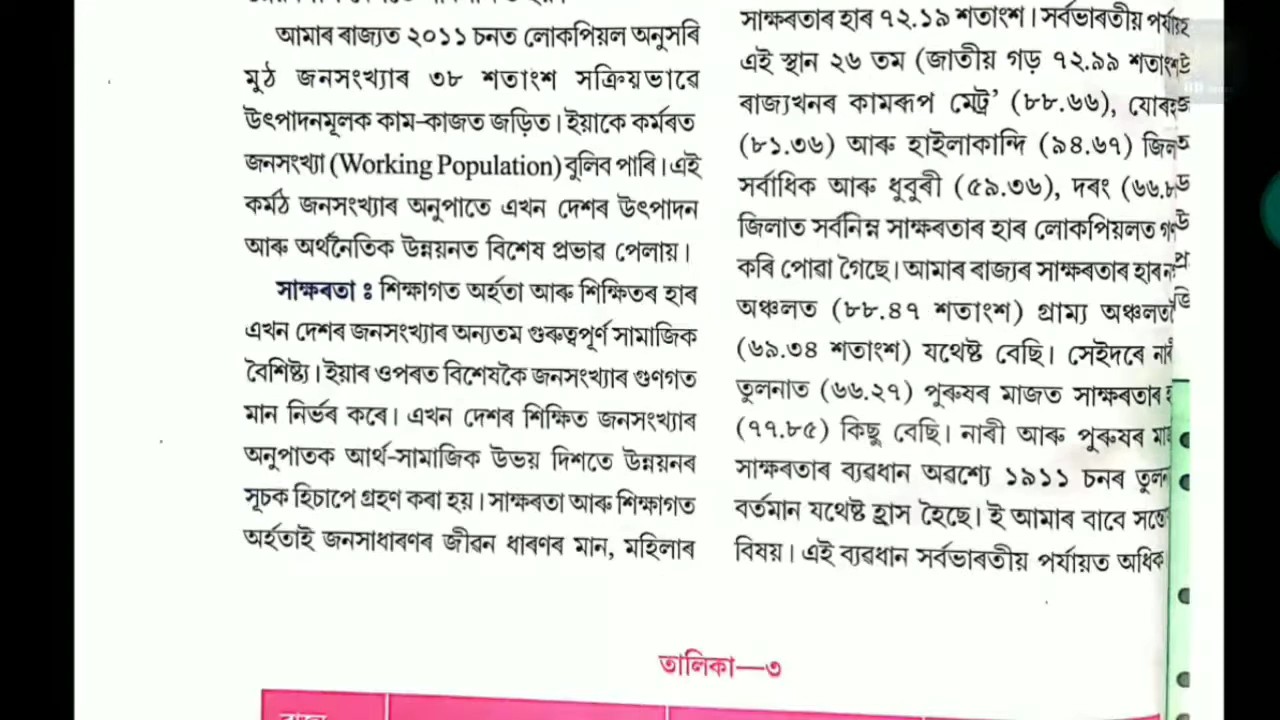 আমাৰ ৰাজ্যত ২০১১ চনত লোকপিয়ল অনুসৰি
মুঠ জনসংখ্যাৰ ৩৮ শতাংশ সক্ৰিয়ভাৱে
উৎপাদনমূলক কাম-কাজত জড়িত। ইয়াকে কৰ্মৰত
জনসংখ্যা (Working Population) বুলিব পাৰি। এই
কৰ্মঠ জনসংখ্যাৰ অনুপাতে এখন দেশৰ উৎপাদন
আৰু অৰ্থনৈতিক উন্নয়নত বিশেষ প্ৰভাৱ পেলায়।
সাক্ষৰতা ঃ শিক্ষাগত অৰ্হতা আৰু শিক্ষিতৰ হাৰ
এখন দেশৰ জনসংখ্যাৰ অন্যতম গুৰুত্বপূৰ্ণ সামাজিক
বৈশিষ্ট্য। ইয়াৰ ওপৰত বিশেষকৈ জনসংখ্যাৰ গুণগত
মান নিৰ্ভৰ কৰে। এখন দেশৰ শিক্ষিত জনসংখ্যাৰ
অনুপাতক আৰ্থ-সামাজিক উভয় দিশতে উন্নয়নৰ
সূচক হিচাপে গ্ৰহণ কৰা হয়। সাক্ষৰতা আৰু শিক্ষাগত
অৰ্হতাই জনসাধাৰণৰ জীৱন ধাৰণৰ মান, মহিলাৰ
সাক্ষৰতাৰ হাৰ ৭২.১৯ শতাংশ। সৰ্বভাৰতীয়
এই স্থান ২৬ তম (জাতীয় গড় ৭২.৯৯
ৰাজ্যখনৰ কামৰূপ মেট্ৰ’ (৮৮.৬৬),
(৮১.৩৬) আৰু হাইলাকান্দি (৯৪.৬৭)
সৰ্বাধিক আৰু ধুবুৰী (৫৯.৩৬), দৰং
জিলাত সৰ্বনিম্ন সাক্ষৰতাৰ হাৰ লোকপিয়লত
কৰি পোৱা গৈছে। আমাৰ ৰাজ্যৰ সাক্ষৰতাৰ হাৰ
অঞ্চলত (৮৮.৪৭ শতাংশ) গ্ৰাম্য
(৬৯.৩৪ শতাংশ) যথেষ্ট বেছি। সেইদৰে
তুলনাত (৬৬.২৭) পুৰুষৰ মাজত সাক্ষৰতাৰ
(৭৭.৮৫) কিছু বেছি। নাৰী আৰু পুৰুষৰ
সাক্ষৰতাৰ ব্যৱধান অৱশ্যে ১৯১১ চনৰ
বৰ্তমান যথেষ্ট হ্ৰাস হৈছে। ই আমাৰ বাবে
বিষয়। এই ব্যৱধান সৰ্বভাৰতীয় পৰ্যায়ত অধিক
তালিকা—৩